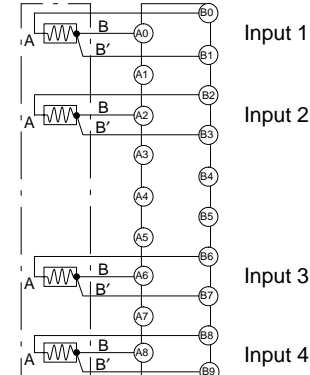 B0
A B A0 Input 1
B′ B1
A1
B2
A B A2 Input 2
B′ B3
A3
B4
A4
B5
A5
B6
A B A6 Input 3
B′ B7
A7
B8
A B A8 Input 4
B′ B9